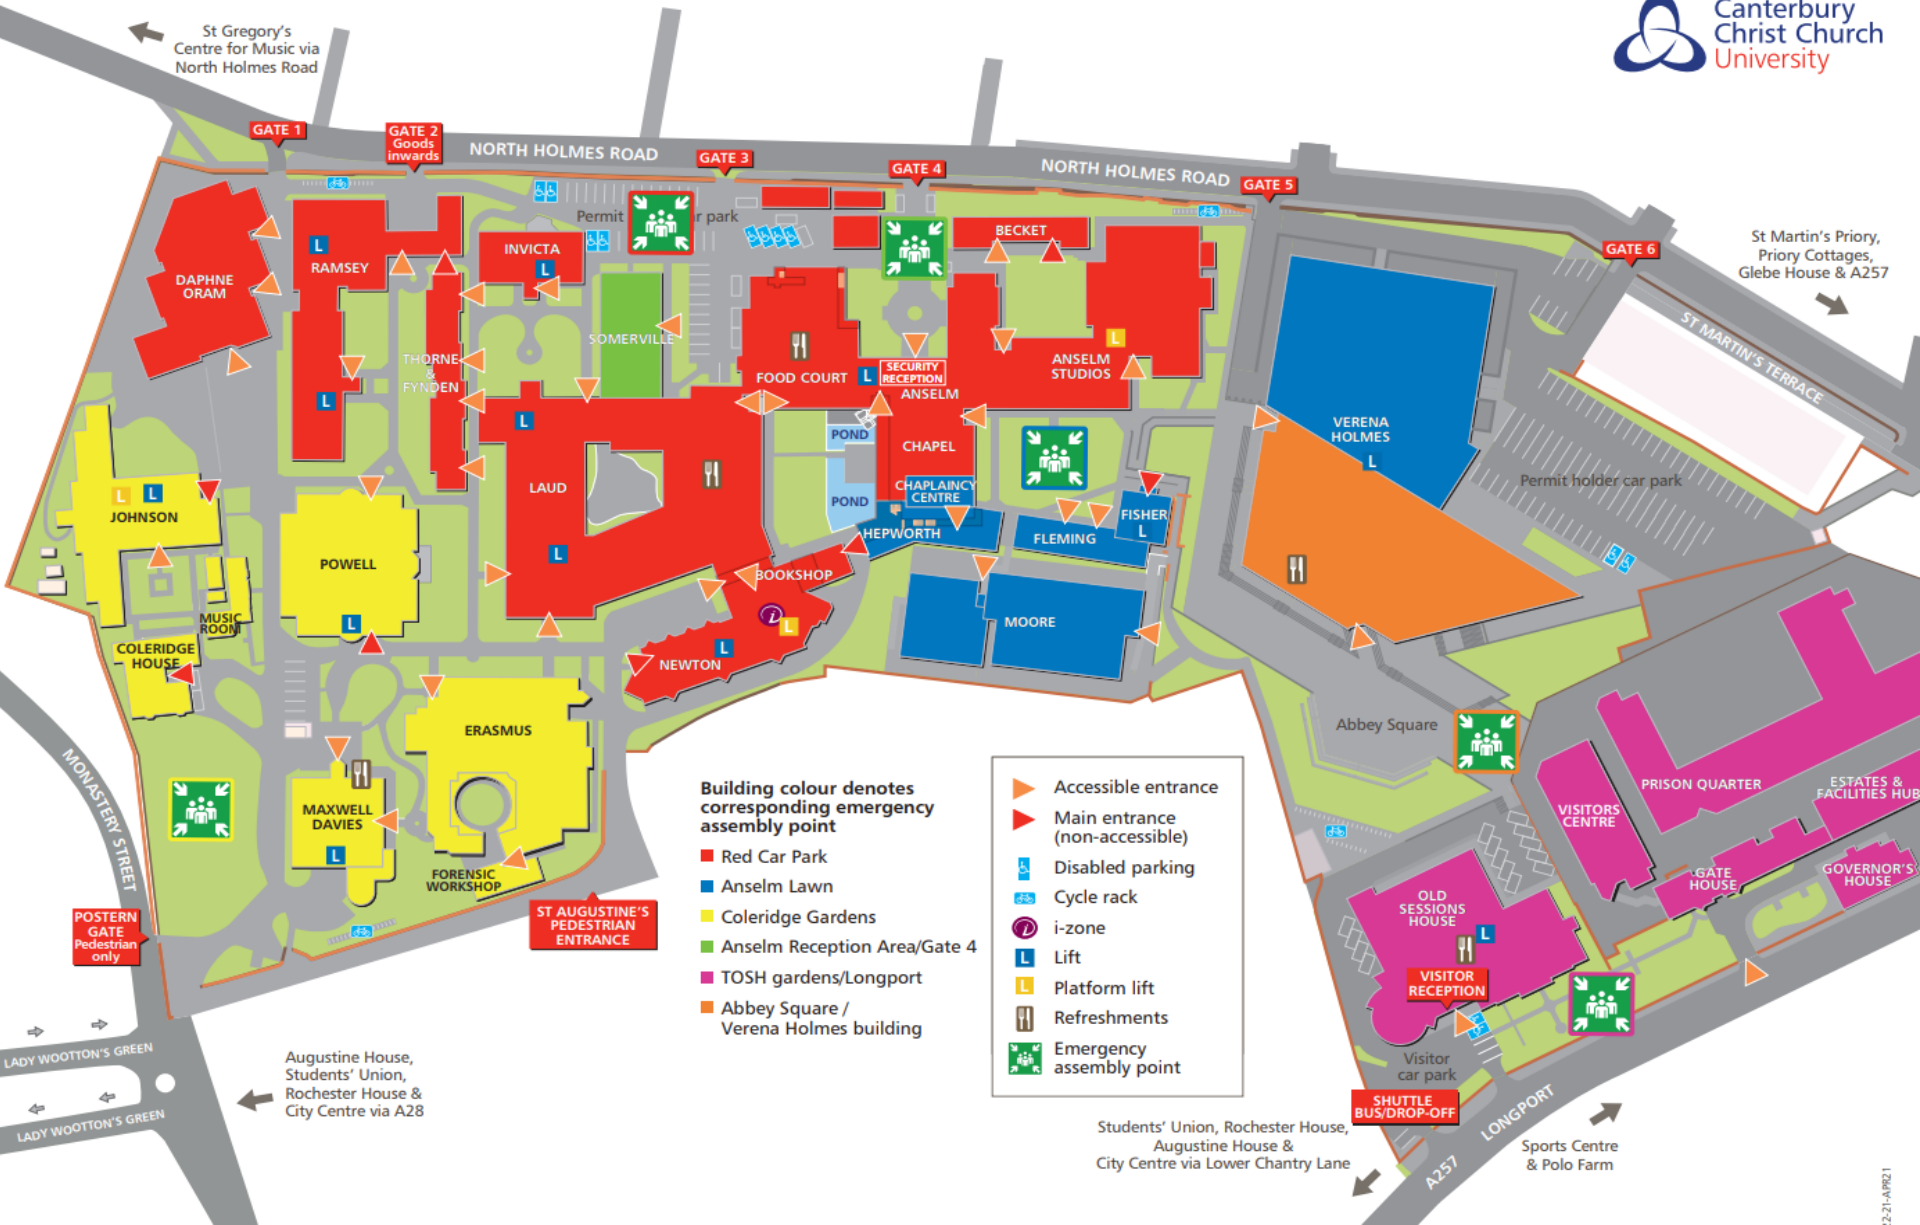 Canterbury
Christ Church
University
St Gregory's
Centre for Music via
North Holmes Road
GATE 1
GATE 2
Goods
inwards
NORTH HOLMES ROAD
GATE 3
GATE 4
NORTH HOLMES ROAD
GATE 5
GATE 6
St Martin's Priory,
Priory Cottages,
Glebe House & A257
ST MARTIN'S TERRACE
Permit
r park
DAPHNE
ORAM
L
RAMSEY
L
INVICTA
L
BECKET
SOMERVILLE
THORNE
&
FYNDEN
FOOD COURT
L
SECURITY
RECEPTION
ANSELM
ANSELM
STUDIOS
L
VERENA
HOLMES
L
Permit holder car park
L
LAUD
L
POND
POND
CHAPEL
CHAPLAINCY
CENTRE
HEPWORTH
FLEMING
FISHER
L
L
L
JOHNSON
POWELL
L
MUSIC
ROOM
COLERIDGE
HOUSE
BOOKSHOP
i
L
L
NEWTON
MOORE
ERASMUS
MAXWELL
DAVIES
L
FORENSIC
WORKSHOP
MONASTERY STREET
POSTERN
GATE
Pedestrian
only
ST AUGUSTINE'S
PEDESTRIAN
ENTRANCE
Abbey Square
PRISON QUARTER
VISITORS
CENTRE
ESTATES &
FACILITIES HUB
GATE
HOUSE
GOVERNOR'S
HOUSE
OLD
SESSIONS
HOUSE
L
VISITOR
RECEPTION
Visitor
car park
SHUTTLE
BUS/DROP-OFF
LONGPORT
A257
Sports Centre
& Polo Farm
Students' Union, Rochester House,
Augustine House &
City Centre via Lower Chantry Lane
LADY WOOTTON'S GREEN
LADY WOOTTON'S GREEN
Augustine House,
Students' Union,
Rochester House &
City Centre via A28
Building colour denotes
corresponding emergency
assembly point
Red Car Park
Anselm Lawn
Coleridge Gardens
Anselm Reception Area/Gate 4
TOSH gardens/Longport
Abbey Square /
Verena Holmes building
Accessible entrance
Main entrance
(non-accessible)
Disabled parking
Cycle rack
i i-zone
L Lift
L Platform lift
Refreshments
Emergency
assembly point
22-21-APR21